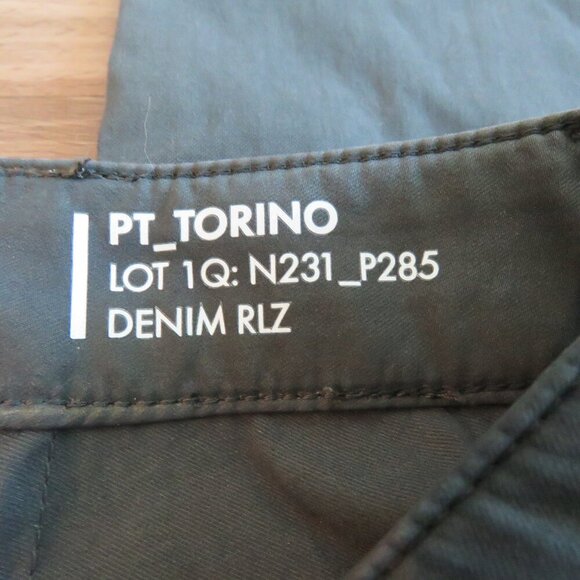 PT_TORINO
LOT 1Q: N231_P285
DENIM RLZ